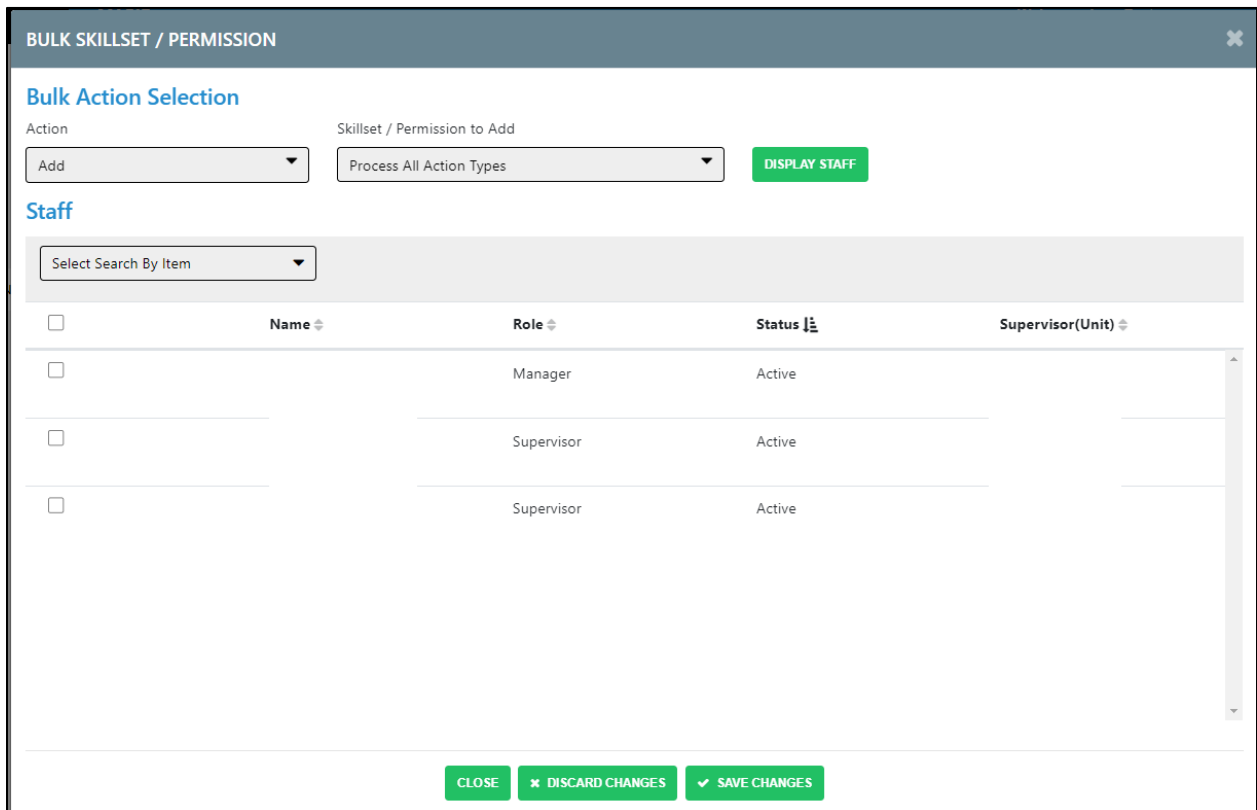 BULK SKILLSET / PERMISSION
Bulk Action Selection
Action Skillset / Permission to Add
Add Process All Action Types DISPLAY STAFF
Staff
Select Search By Item
Name Role Status Supervisor(Unit)
Manager Active
Supervisor Active
Supervisor Active
CLOSE DISCARD CHANGES SAVE CHANGES